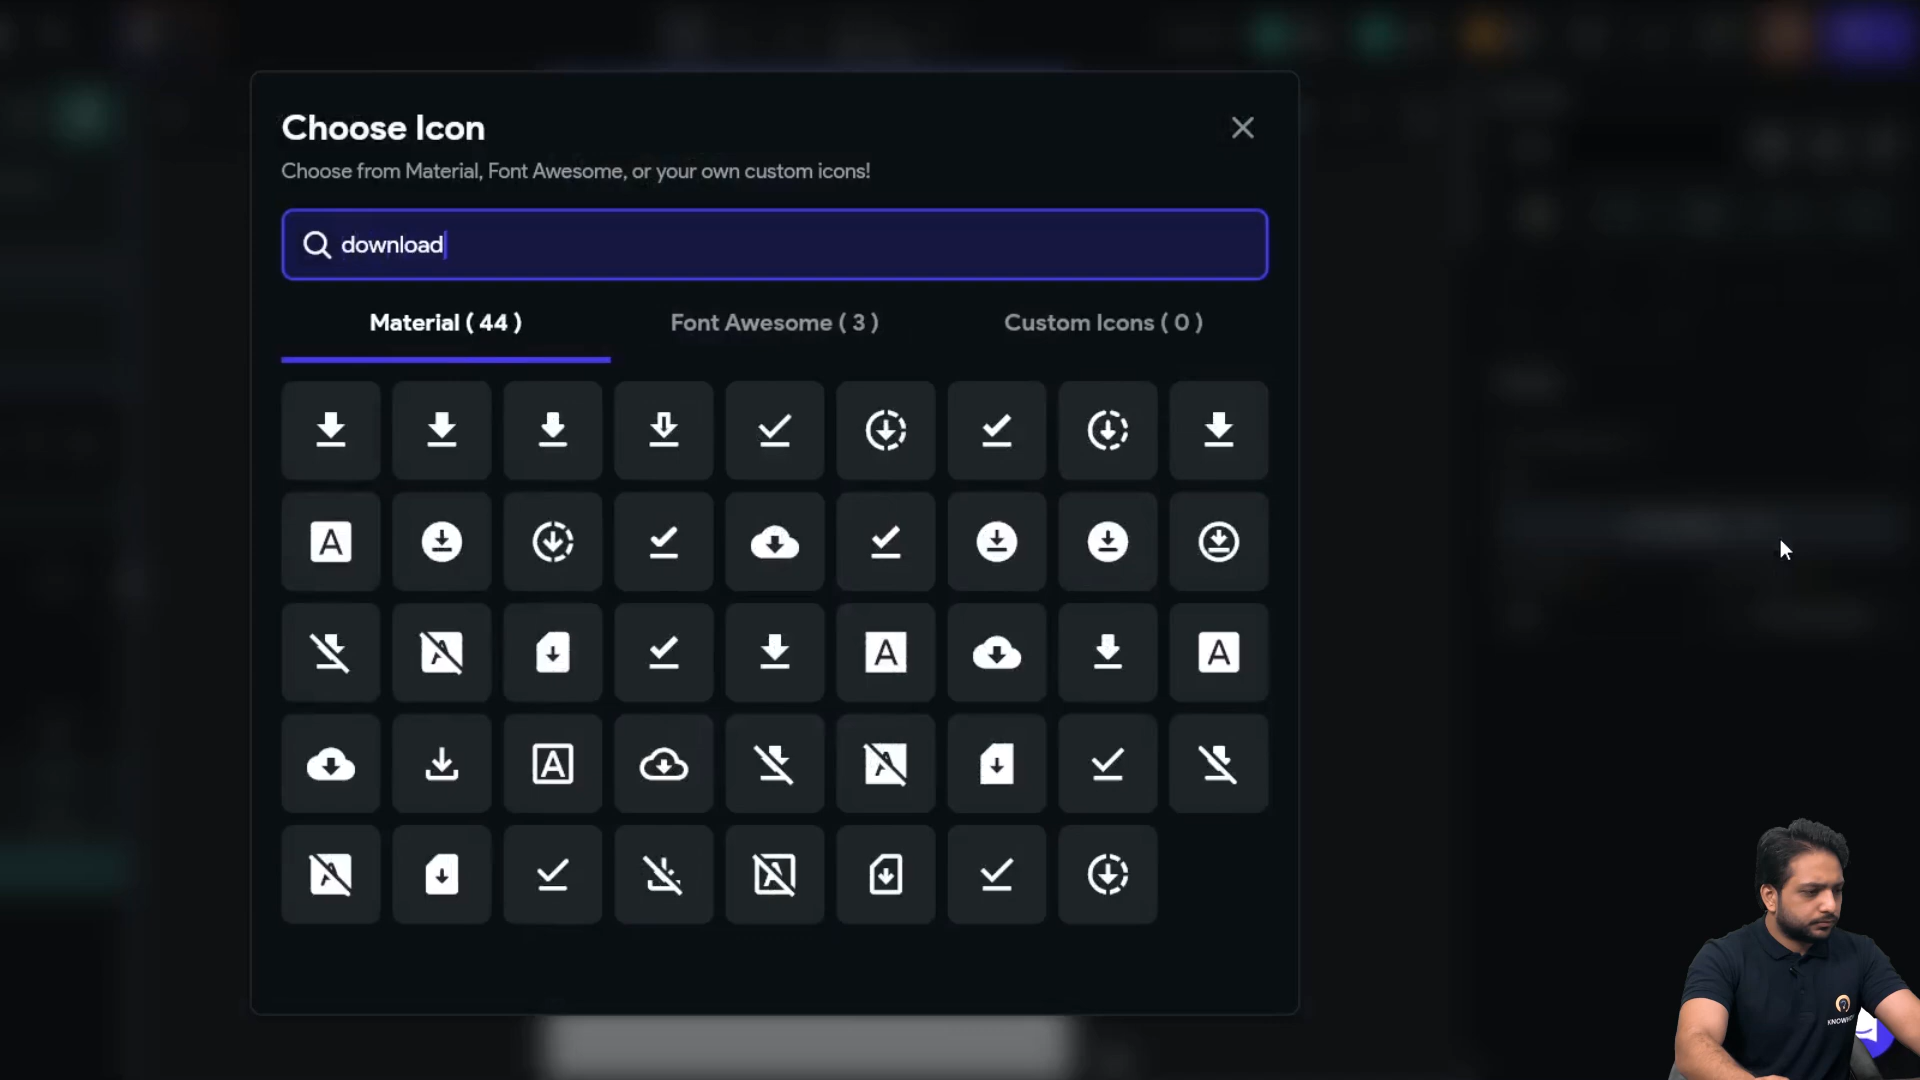 Choose Icon
Choose from Material, Font Awesome, or your own custom icons!
download
Material ( 44 )
Font Awesome ( 3 )
Custom Icons ( 0 )